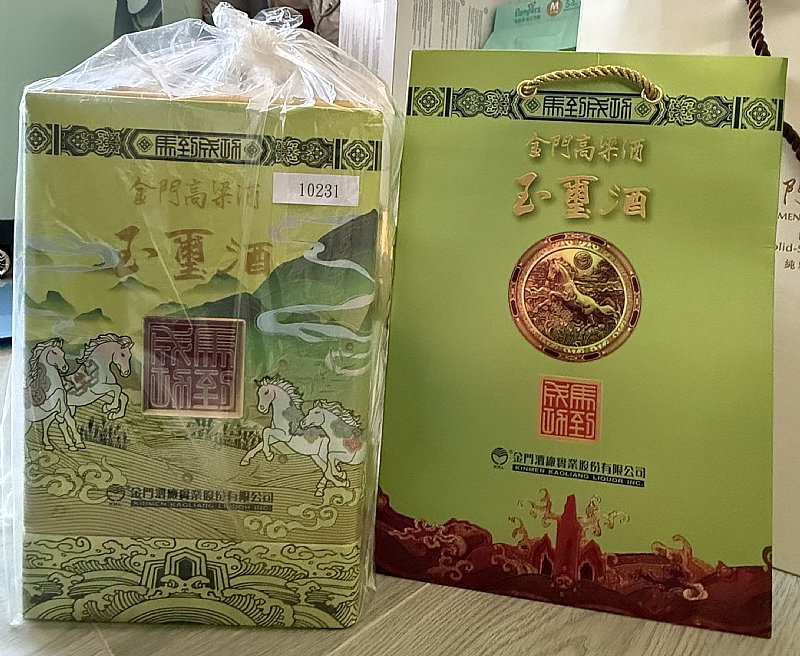 馬到成功
金門高粱酒
10231
玉璽酒
馬到成功
金門酒廠實業股份有限公司
KINMEN KAOLIANG LIQUOR INC.
Pampers
M
馬到成功
金門高粱酒
玉璽酒
馬到成功
金門酒廠實業股份有限公司
KINMEN KAOLIANG LIQUOR INC.